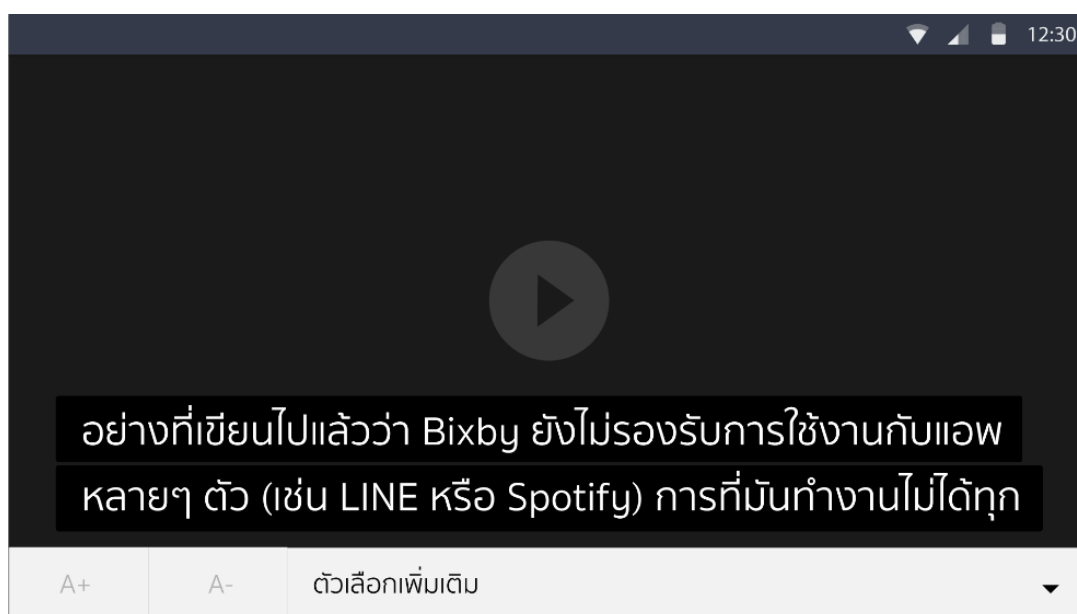 12:30
อย่างที่เขียนไปแล้วว่า Bixby ยังไม่รองรับการใช้งานกับแอพ
หลายๆ ตัว (เช่น LINE หรือ Spotify) การที่มันทำงานไม่ได้ทุก
A+ A- ตัวเลือกเพิ่มเติม